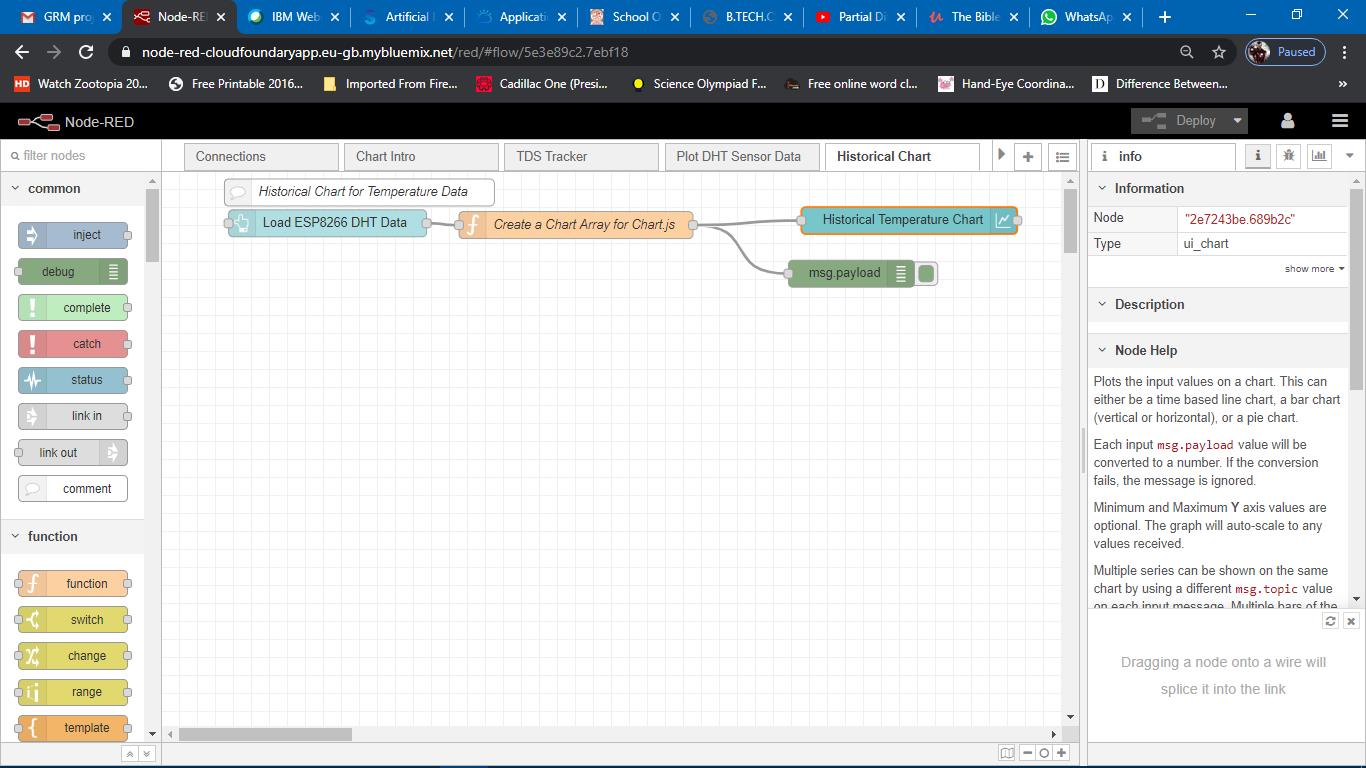 GRM proj
Node-RED
IBM Web
Artificial
Applicati
School O
B.TECH.C
Partial Di
The Bible
WhatsAp
node-red-cloudfoundaryapp.eu-gb.mybluemix.net/red/#flow/5e3e89c2.7ebf18
Paused
HD Watch Zootopia 20...
Free Printable 2016...
Imported From Fire...
Cadillac One (Presi...
Science Olympiad F...
Free online word cl...
Hand-Eye Coordina...
D Difference Between...
»
Node-RED
Deploy
filter nodes
Connections
Chart Intro
TDS Tracker
Plot DHT Sensor Data
Historical Chart
i info
i
common
inject
debug
complete
catch
status
link in
link out
comment
function
function
switch
change
range
template
Historical Chart for Temperature Data
Load ESP8266 DHT Data
Create a Chart Array for Chart.js
Historical Temperature Chart
msg.payload
Information
Node "2e7243be.689b2c"
Type ui_chart
show more
Description
Node Help
Plots the input values on a chart. This can
either be a time based line chart, a bar chart
(vertical or horizontal), or a pie chart.
Each input msg.payload value will be
converted to a number. If the conversion
fails, the message is ignored.
Minimum and Maximum Y axis values are
optional. The graph will auto-scale to any
values received.
Multiple series can be shown on the same
chart by using a different msg.topic value
on each input message. Multiple bars of the
Dragging a node onto a wire will
splice it into the link